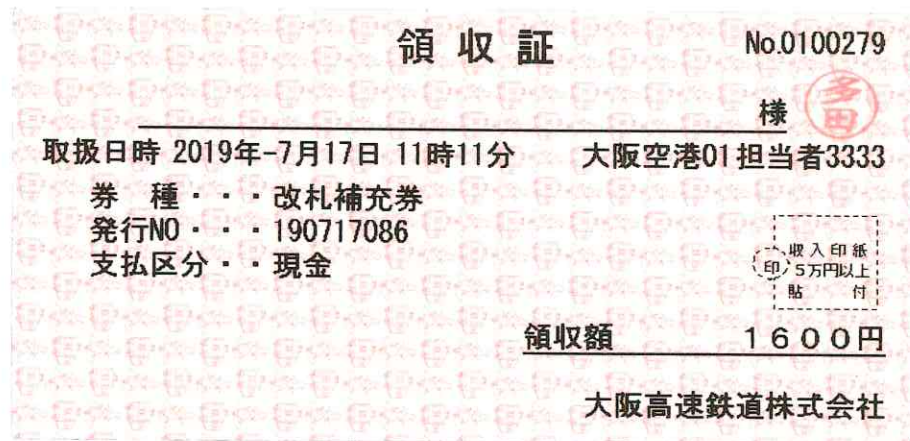 領収証
No.0100279
様
多田
取扱日時 2019年-7月17日 11時11分
大阪空港01担当者3333
券 種・・・改札補充券
発行NO・・・190717086
支払区分・・現金
収入印紙
印 5万円以上
貼 付
領収額 1600円
大阪高速鉄道株式会社